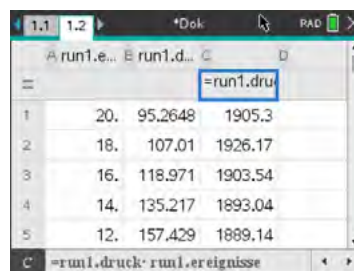 1.1 1.2 *Dok PAD
A run1.e... B run1.d... C D
= =run1.dru
1 20. 95.2648 1905.3
2 18. 107.01 1926.17
3 16. 118.971 1903.54
4 14. 135.217 1893.04
5 12. 157.429 1889.14
C =run1.druck·run1.ereignisse